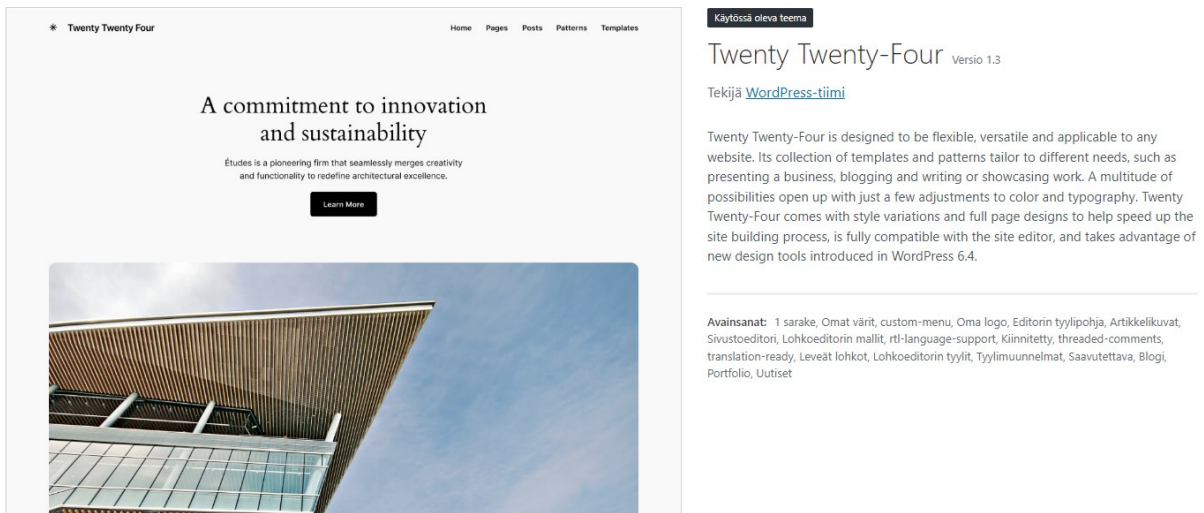 Twenty Twenty Four
Home Pages Posts Patterns Templates
A commitment to innovation
and sustainability
Études is a pioneering firm that seamlessly merges creativity
and functionality to redefine architectural excellence.
Learn More
Käytössä oleva teema
Twenty Twenty-Four Versio 1.3
Tekijä WordPress-tiimi
Twenty Twenty-Four is designed to be flexible, versatile and applicable to any
website. Its collection of templates and patterns tailor to different needs, such as
presenting a business, blogging and writing or showcasing work. A multitude of
possibilities open up with just a few adjustments to color and typography. Twenty
Twenty-Four comes with style variations and full page designs to help speed up the
site building process, is fully compatible with the site editor, and takes advantage of
new design tools introduced in WordPress 6.4.
Avainsanat: 1 sarake, Omat värit, custom-menu, Oma logo, Editorin tyylipohja, Artikkelikuvat,
Sivustoeditori, Lohkoeditorin mallit, rtl-language-support, Kiinnitetty, threaded-comments,
translation-ready, Leveät lohkot, Lohkoeditorin tyylit, Tyylimuunnelmat, Saavutettava, Blogi,
Portfolio, Uutiset